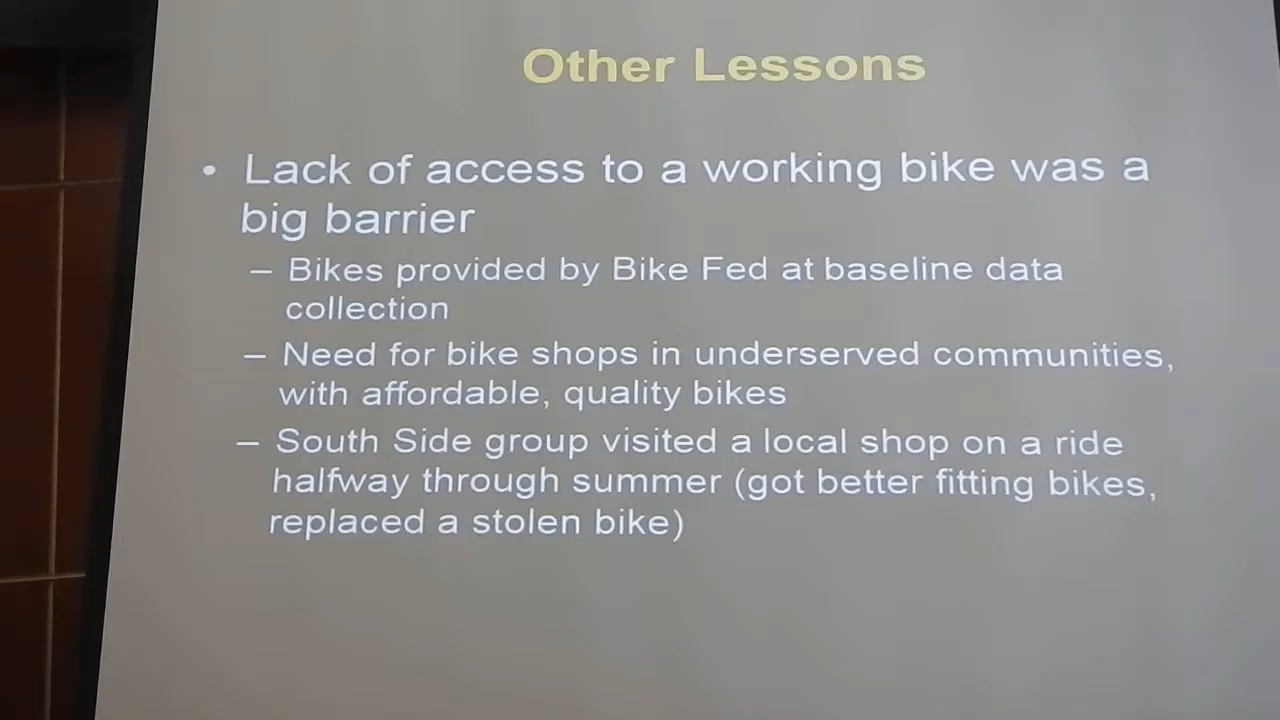 Other Lessons
• Lack of access to a working bike was a
big barrier
– Bikes provided by Bike Fed at baseline data
collection
– Need for bike shops in underserved communities,
with affordable, quality bikes
– South Side group visited a local shop on a ride
halfway through summer (got better fitting bikes,
replaced a stolen bike)